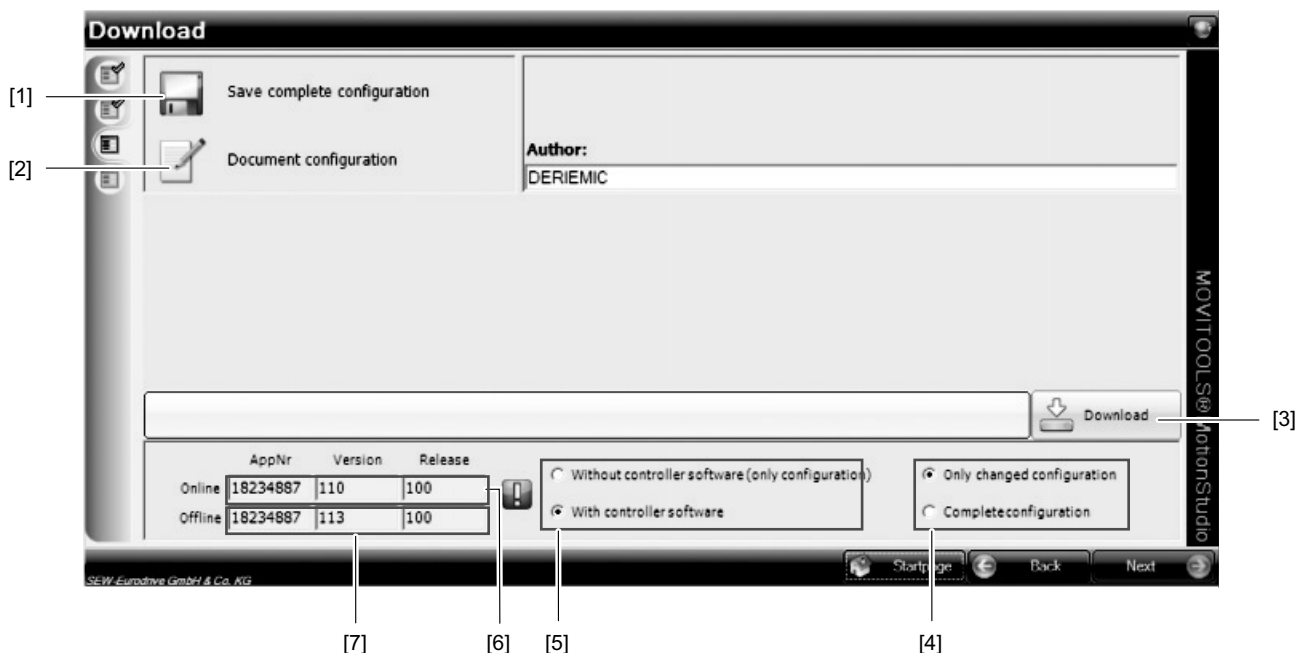 Download
[1]
Save complete configuration
[2]
Document configuration
Author:
DERIEMIC
MOVITOOLS® MotionStudio
Download
[3]
AppNr Version Release
Online 18234887 110 100
Offline 18234887 113 100
Without controller software (only configuration)
With controller software
Only changed configuration
Complete configuration
SEW-Eurodrive GmbH & Co. KG
Startpage
Back
Next
[7] [6] [5] [4]